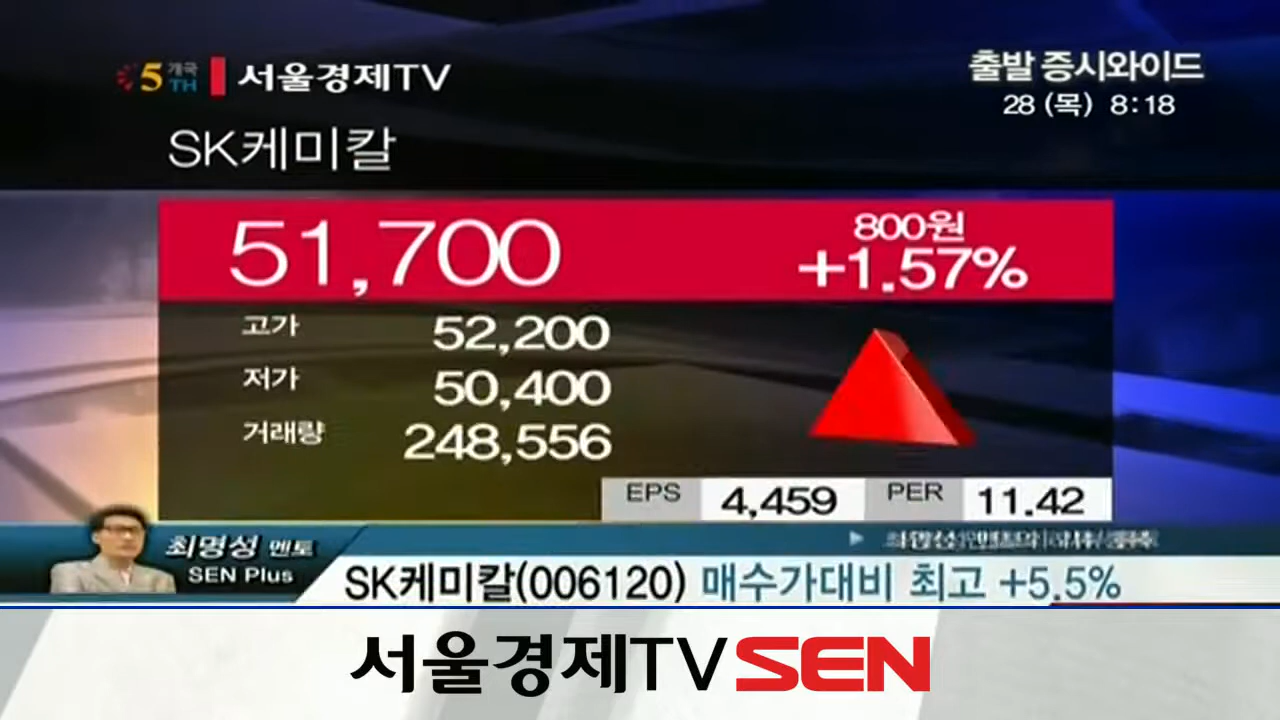 5TH 개국 서울경제TV
출발 증시와이드
28 (목) 8:18
SK케미칼
51,700
800원
+1.57%
고가 52,200
저가 50,400
거래량 248,556
EPS 4,459 PER 11.42
최명성 멘토
SEN Plus
SK케미칼(006120) 매수가대비 최고 +5.5%
서울경제TV SEN